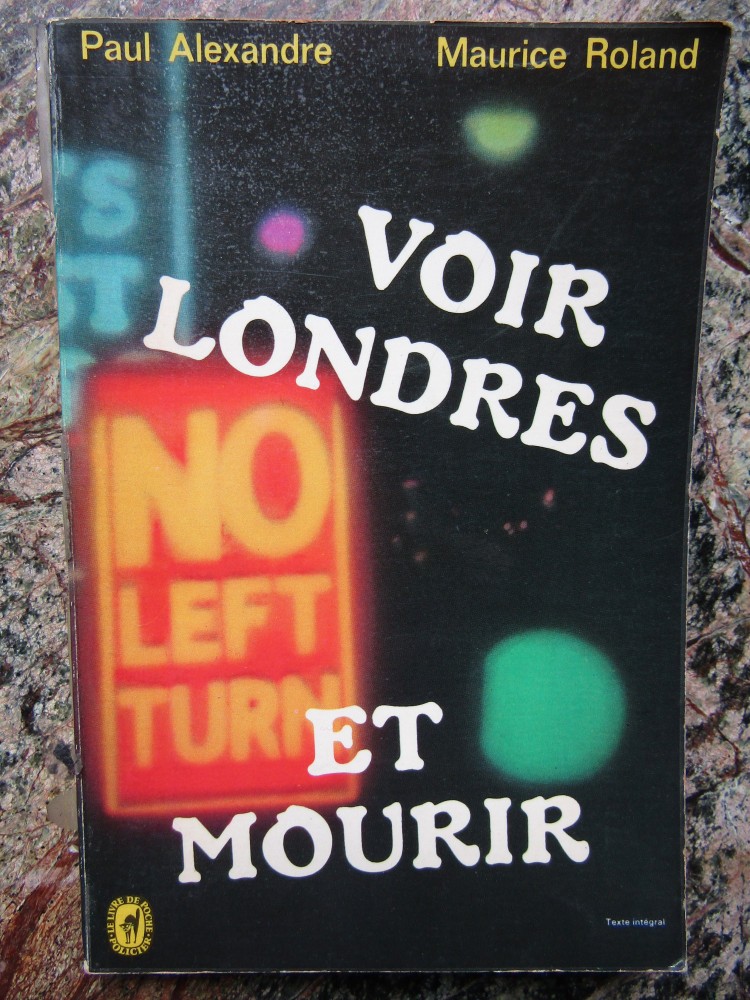 Paul Alexandre Maurice Roland
VOIR
LONDRES
NO
LEFT
TURN
ET
MOURIR
Texte intégral
LE LIVRE DE POCHE
POLICIER